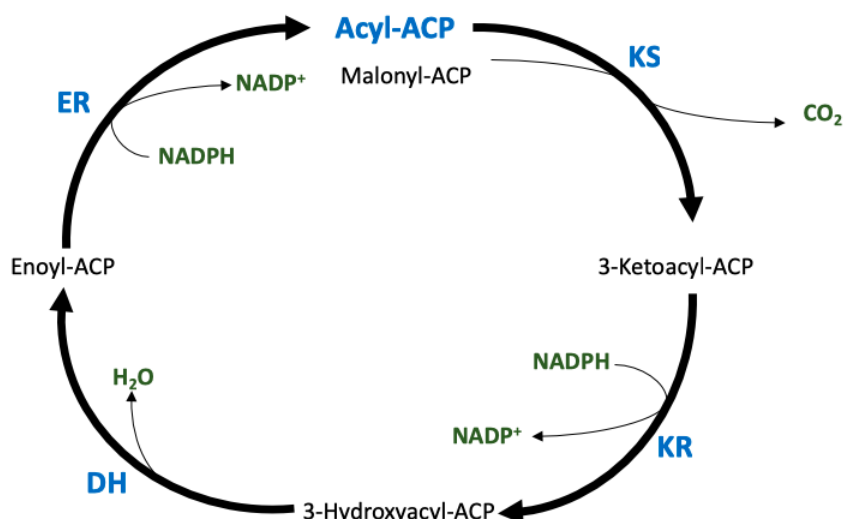 Acyl-ACP
KS
Malonyl-ACP
ER
NADP⁺
CO₂
NADPH
Enoyl-ACP
3-Ketoacyl-ACP
NADPH
H₂O
NADP⁺
KR
DH
3-Hydroxyacyl-ACP